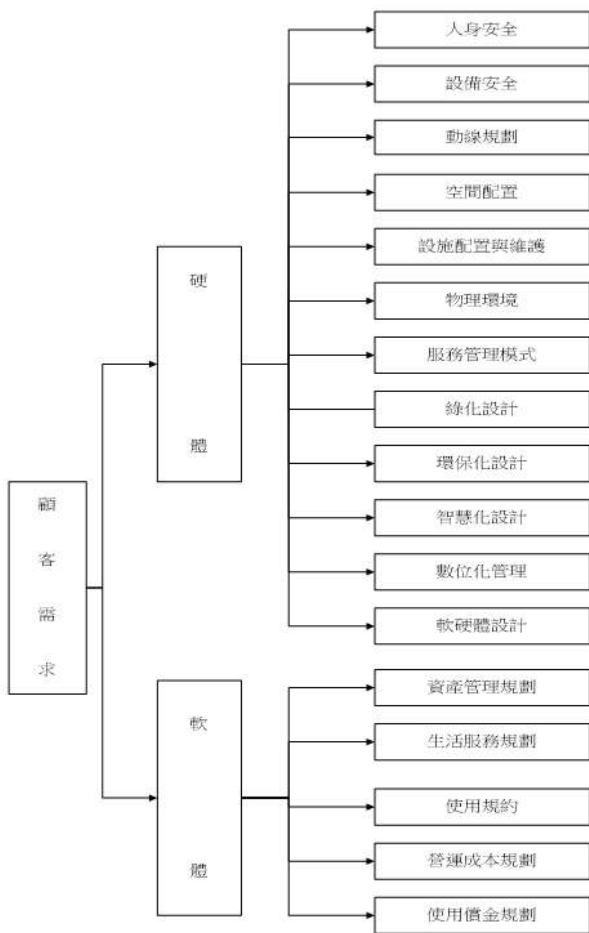 顧客需求
硬體
人身安全
設備安全
動線規劃
空間配置
設施配置與維護
物理環境
服務管理模式
綠化設計
環保化設計
智慧化設計
數位化管理
軟硬體設計
軟體
資產管理規劃
生活服務規劃
使用規約
營運成本規劃
使用償金規劃